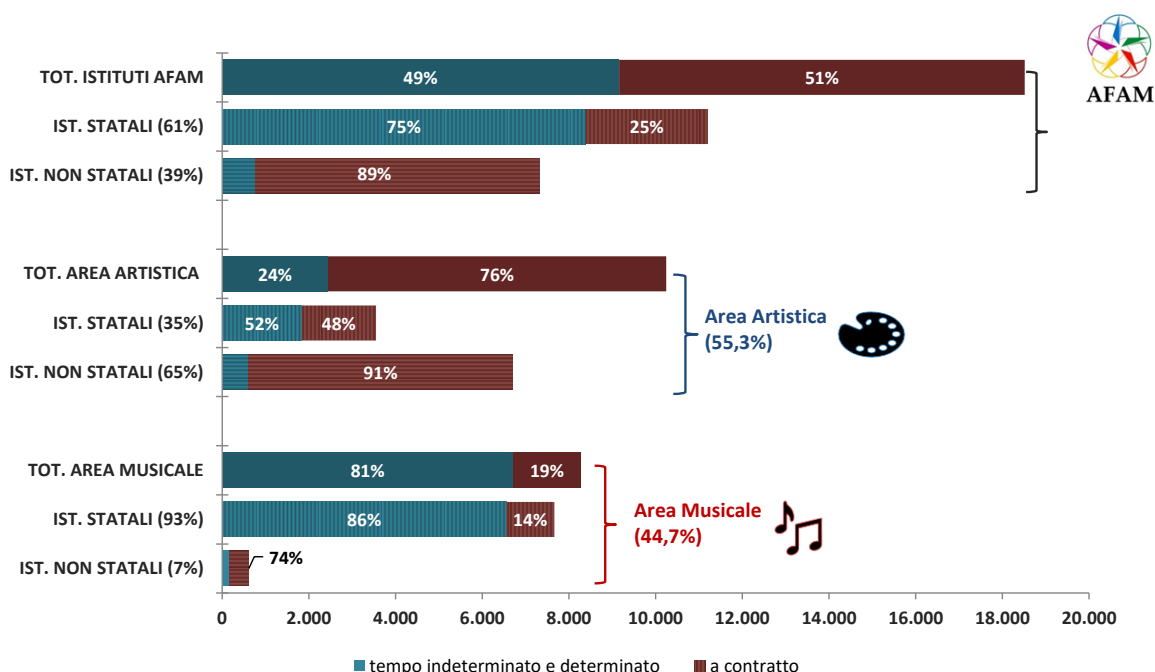 AFAM
TOT. ISTITUTI AFAM
49%
51%
IST. STATALI (61%)
75%
25%
IST. NON STATALI (39%)
89%
TOT. AREA ARTISTICA
24%
76%
IST. STATALI (35%)
52%
48%
Area Artistica
(55,3%)
IST. NON STATALI (65%)
91%
TOT. AREA MUSICALE
81%
19%
IST. STATALI (93%)
86%
14%
Area Musicale
(44,7%)
IST. NON STATALI (7%)
74%
0
2.000
4.000
6.000
8.000
10.000
12.000
14.000
16.000
18.000
20.000
tempo indeterminato e determinato
a contratto